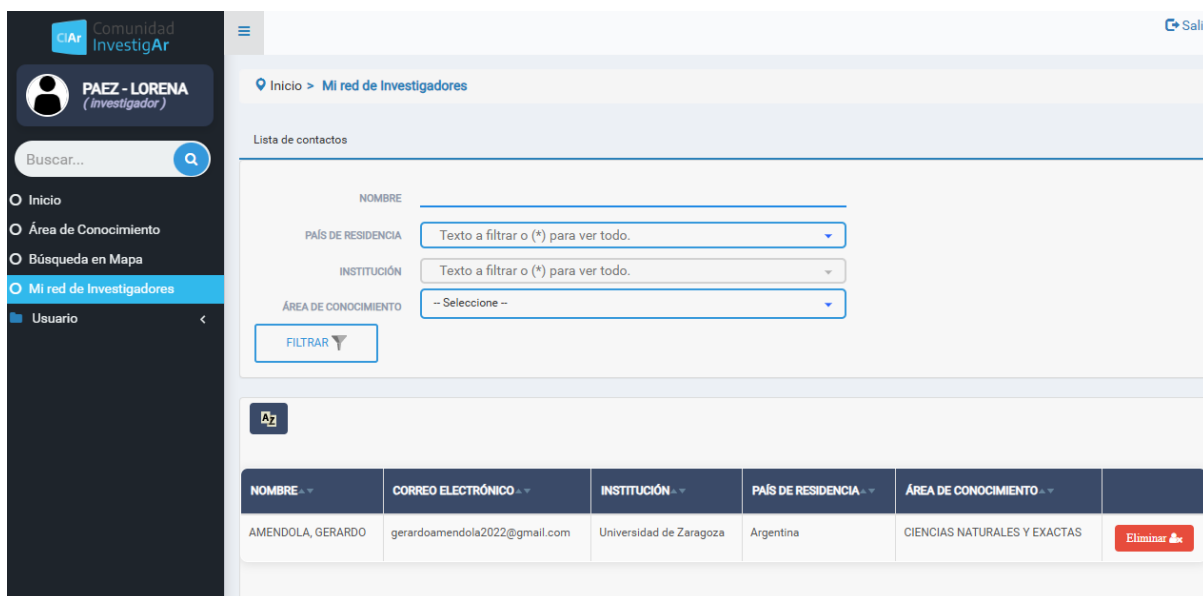 CIAr Comunidad
InvestigAr
Sali
PAEZ - LORENA
( investigador )
Buscar...
Inicio
Área de Conocimiento
Búsqueda en Mapa
Mi red de Investigadores
Usuario
Inicio > Mi red de Investigadores
Lista de contactos
NOMBRE
PAÍS DE RESIDENCIA Texto a filtrar o (*) para ver todo.
INSTITUCIÓN Texto a filtrar o (*) para ver todo.
ÁREA DE CONOCIMIENTO -- Seleccione --
FILTRAR
AZ
NOMBRE CORREO ELECTRÓNICO INSTITUCIÓN PAÍS DE RESIDENCIA ÁREA DE CONOCIMIENTO
AMENDOLA, GERARDO gerardoamendola2022@gmail.com Universidad de Zaragoza Argentina CIENCIAS NATURALES Y EXACTAS Eliminar